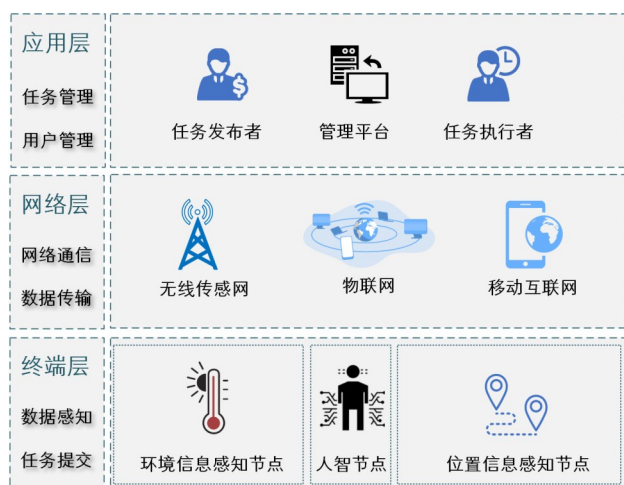 应用层
任务管理
用户管理
任务发布者
管理平台
任务执行者
网络层
网络通信
数据传输
无线传感网
物联网
移动互联网
终端层
数据感知
任务提交
环境信息感知节点
人智节点
位置信息感知节点